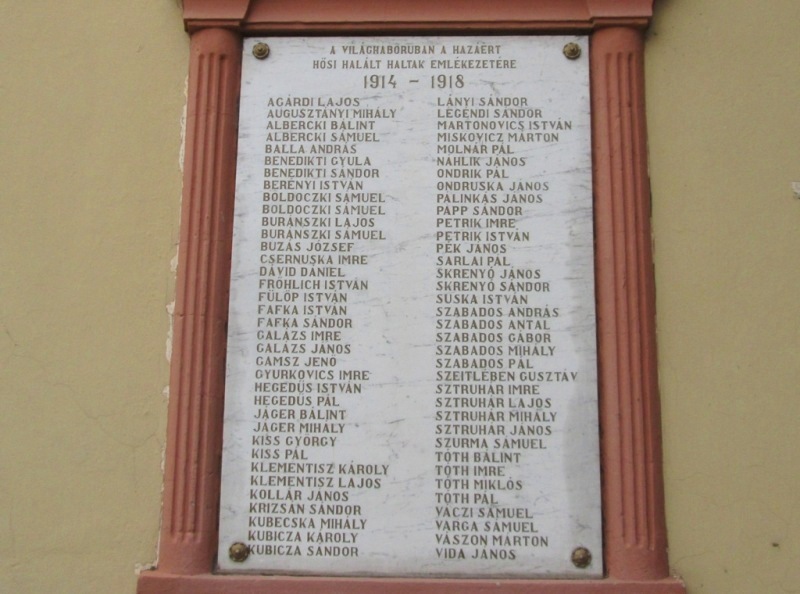 A VILÁGHÁBORÚBAN A HAZÁÉRT
HŐSI HALÁLT HALTAK EMLÉKEZETÉRE
1914 – 1918
AGÁRDI LAJOS
AUGUSZTÁNYI MIHÁLY
ALBERCKI BÁLINT
ALBERCKI SÁMUEL
BALLA ANDRÁS
BENEDIKTI GYULA
BENEDIKTI SÁNDOR
BERÉNYI ISTVÁN
BOLDOCZKI SÁMUEL
BOLDOCZKI SÁMUEL
BURÁNSZKI LAJOS
BURÁNSZKI SÁMUEL
BUZÁS JÓZSEF
CSERNUSKA IMRE
DÁVID DÁNIEL
FRÖHLICH ISTVÁN
FÜLÖP ISTVÁN
FAFKA ISTVÁN
FAFKA SÁNDOR
GALÁZS IMRE
GALÁZS JÁNOS
GAMSZ JENŐ
GYURKOVICS IMRE
HEGEDŰS ISTVÁN
HEGEDŰS PÁL
JÁGER BÁLINT
JÁGER MIHÁLY
KISS GYÖRGY
KISS PÁL
KLEMENTISZ KÁROLY
KLEMENTISZ LAJOS
KOLLÁR JÁNOS
KRIZSÁN SÁNDOR
KUBECSKA MIHÁLY
KUBICZA KÁROLY
KUBICZA SÁNDOR
LÁNYI SÁNDOR
LEGÉNDI SÁNDOR
MARTONOVICS ISTVÁN
MISKOVICZ MÁRTON
MOLNÁR PÁL
NAHLIK JÁNOS
ONDRIK PÁL
ONDRUSKA JÁNOS
PALINKÁS JÁNOS
PAPP SÁNDOR
PETRIK IMRE
PETRIK ISTVÁN
PÉK JÁNOS
SARLAI PÁL
SKRENYÓ JÁNOS
SKRENYÓ SÁNDOR
SUSKA ISTVÁN
SZABADOS ANDRÁS
SZABADOS ANTAL
SZABADOS GÁBOR
SZABADOS MIHÁLY
SZABADOS PÁL
SZEITLÉBEN GUSZTÁV
SZTRUHÁR IMRE
SZTRUHÁR LAJOS
SZTRUHÁR MIHÁLY
SZTRUHÁR JÁNOS
SZURMA SÁMUEL
TÓTH BÁLINT
TÓTH IMRE
TÓTH MIKLÓS
TÓTH PÁL
VÁCZI SÁMUEL
VARGA SÁMUEL
VÁSZON MÁRTON
VIDA JÁNOS